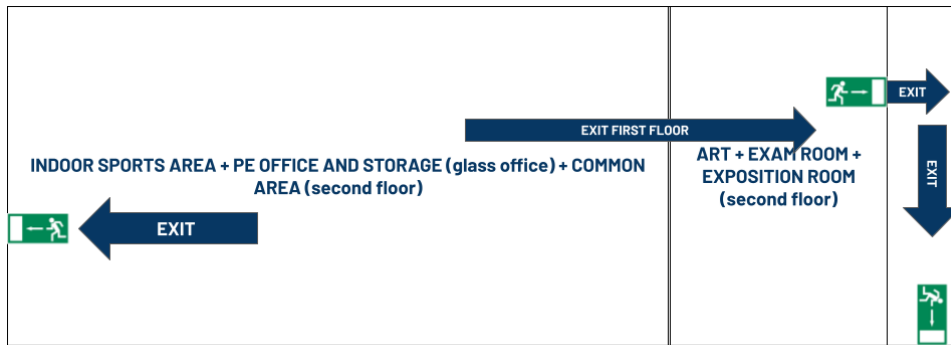 EXIT
EXIT FIRST FLOOR
INDOOR SPORTS AREA + PE OFFICE AND STORAGE (glass office) + COMMON
AREA (second floor)
ART + EXAM ROOM +
EXPOSITION ROOM
(second floor)
EXIT
EXIT